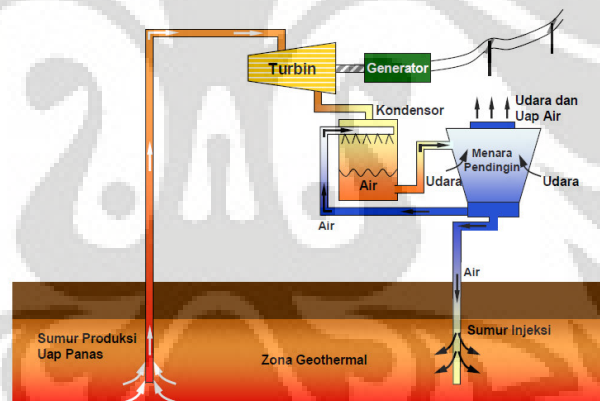 Turbin
Generator
Kondensor
Udara dan
Uap Air
Menara
Pendingin
Udara
Udara
Air
Air
Air
Sumur Produksi
Uap Panas
Zona Geothermal
Sumur Injeksi